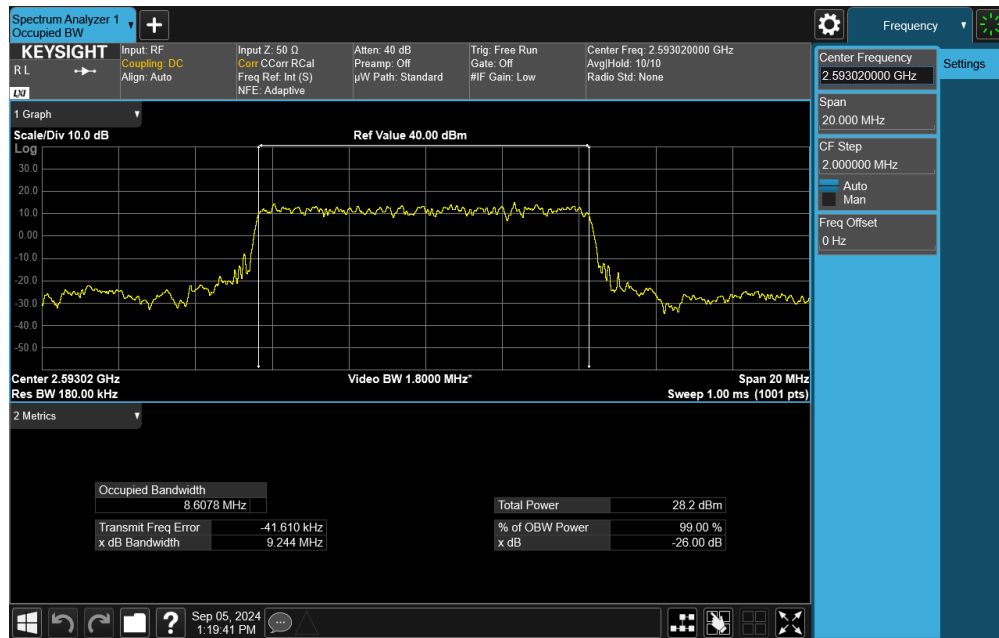 Spectrum Analyzer 1
Occupied BW
Frequency
KEYSIGHT
R L
LXI
Input: RF
Coupling: DC
Align: Auto
Input Z: 50 Ω
Corr CCorr RCal
Freq Ref: Int (S)
NFE: Adaptive
Atten: 40 dB
Preamp: Off
µW Path: Standard
Trig: Free Run
Gate: Off
#IF Gain: Low
Center Freq: 2.593020000 GHz
Avg|Hold: 10/10
Radio Std: None
Center Frequency
2.593020000 GHz
Settings
Span
20.000 MHz
CF Step
2.000000 MHz
Auto
Man
Freq Offset
0 Hz
1 Graph
Scale/Div 10.0 dB
Ref Value 40.00 dBm
Log
30.0
20.0
10.0
0.00
-10.0
-20.0
-30.0
-40.0
-50.0
Center 2.59302 GHz
Video BW 1.8000 MHz*
Span 20 MHz
Res BW 180.00 kHz
Sweep 1.00 ms (1001 pts)
2 Metrics
Occupied Bandwidth
8.6078 MHz
Total Power 28.2 dBm
Transmit Freq Error -41.610 kHz
% of OBW Power 99.00 %
x dB Bandwidth 9.244 MHz
x dB -26.00 dB
?
Sep 05, 2024
1:19:41 PM